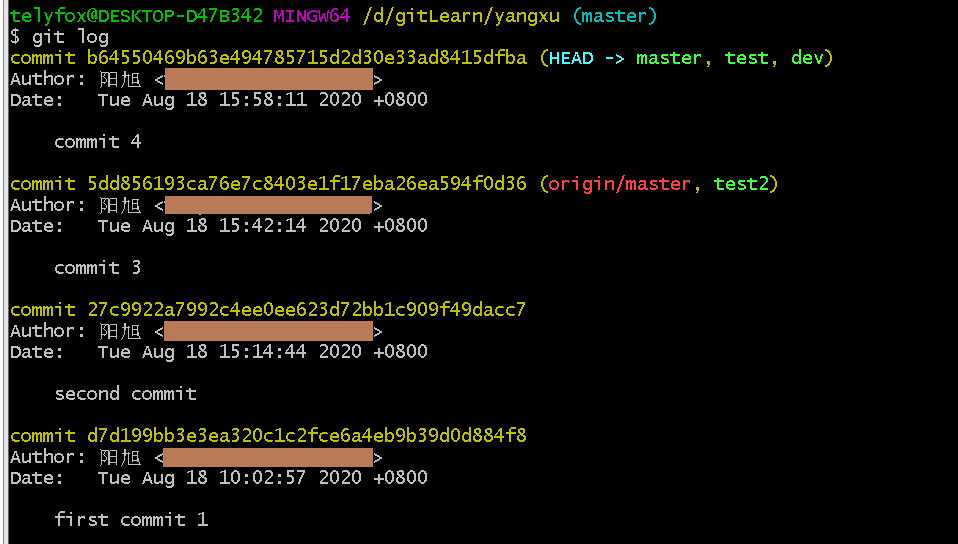 telyfox@DESKTOP-D47B342 MINGW64 /d/gitLearn/yangxu (master)
$ git log
commit b64550469b63e494785715d2d30e33ad8415dfba (HEAD -> master, test, dev)
Author: 阳旭 < >
Date:   Tue Aug 18 15:58:11 2020 +0800
commit 4
commit 5dd856193ca76e7c8403e1f17eba26ea594f0d36 (origin/master, test2)
Author: 阳旭 < >
Date:   Tue Aug 18 15:42:14 2020 +0800
commit 3
commit 27c9922a7992c4ee0ee623d72bb1c909f49dacc7
Author: 阳旭 < >
Date:   Tue Aug 18 15:14:44 2020 +0800
second commit
commit d7d199bb3e3ea320c1c2fce6a4eb9b39d0d884f8
Author: 阳旭 < >
Date:   Tue Aug 18 10:02:57 2020 +0800
first commit 1